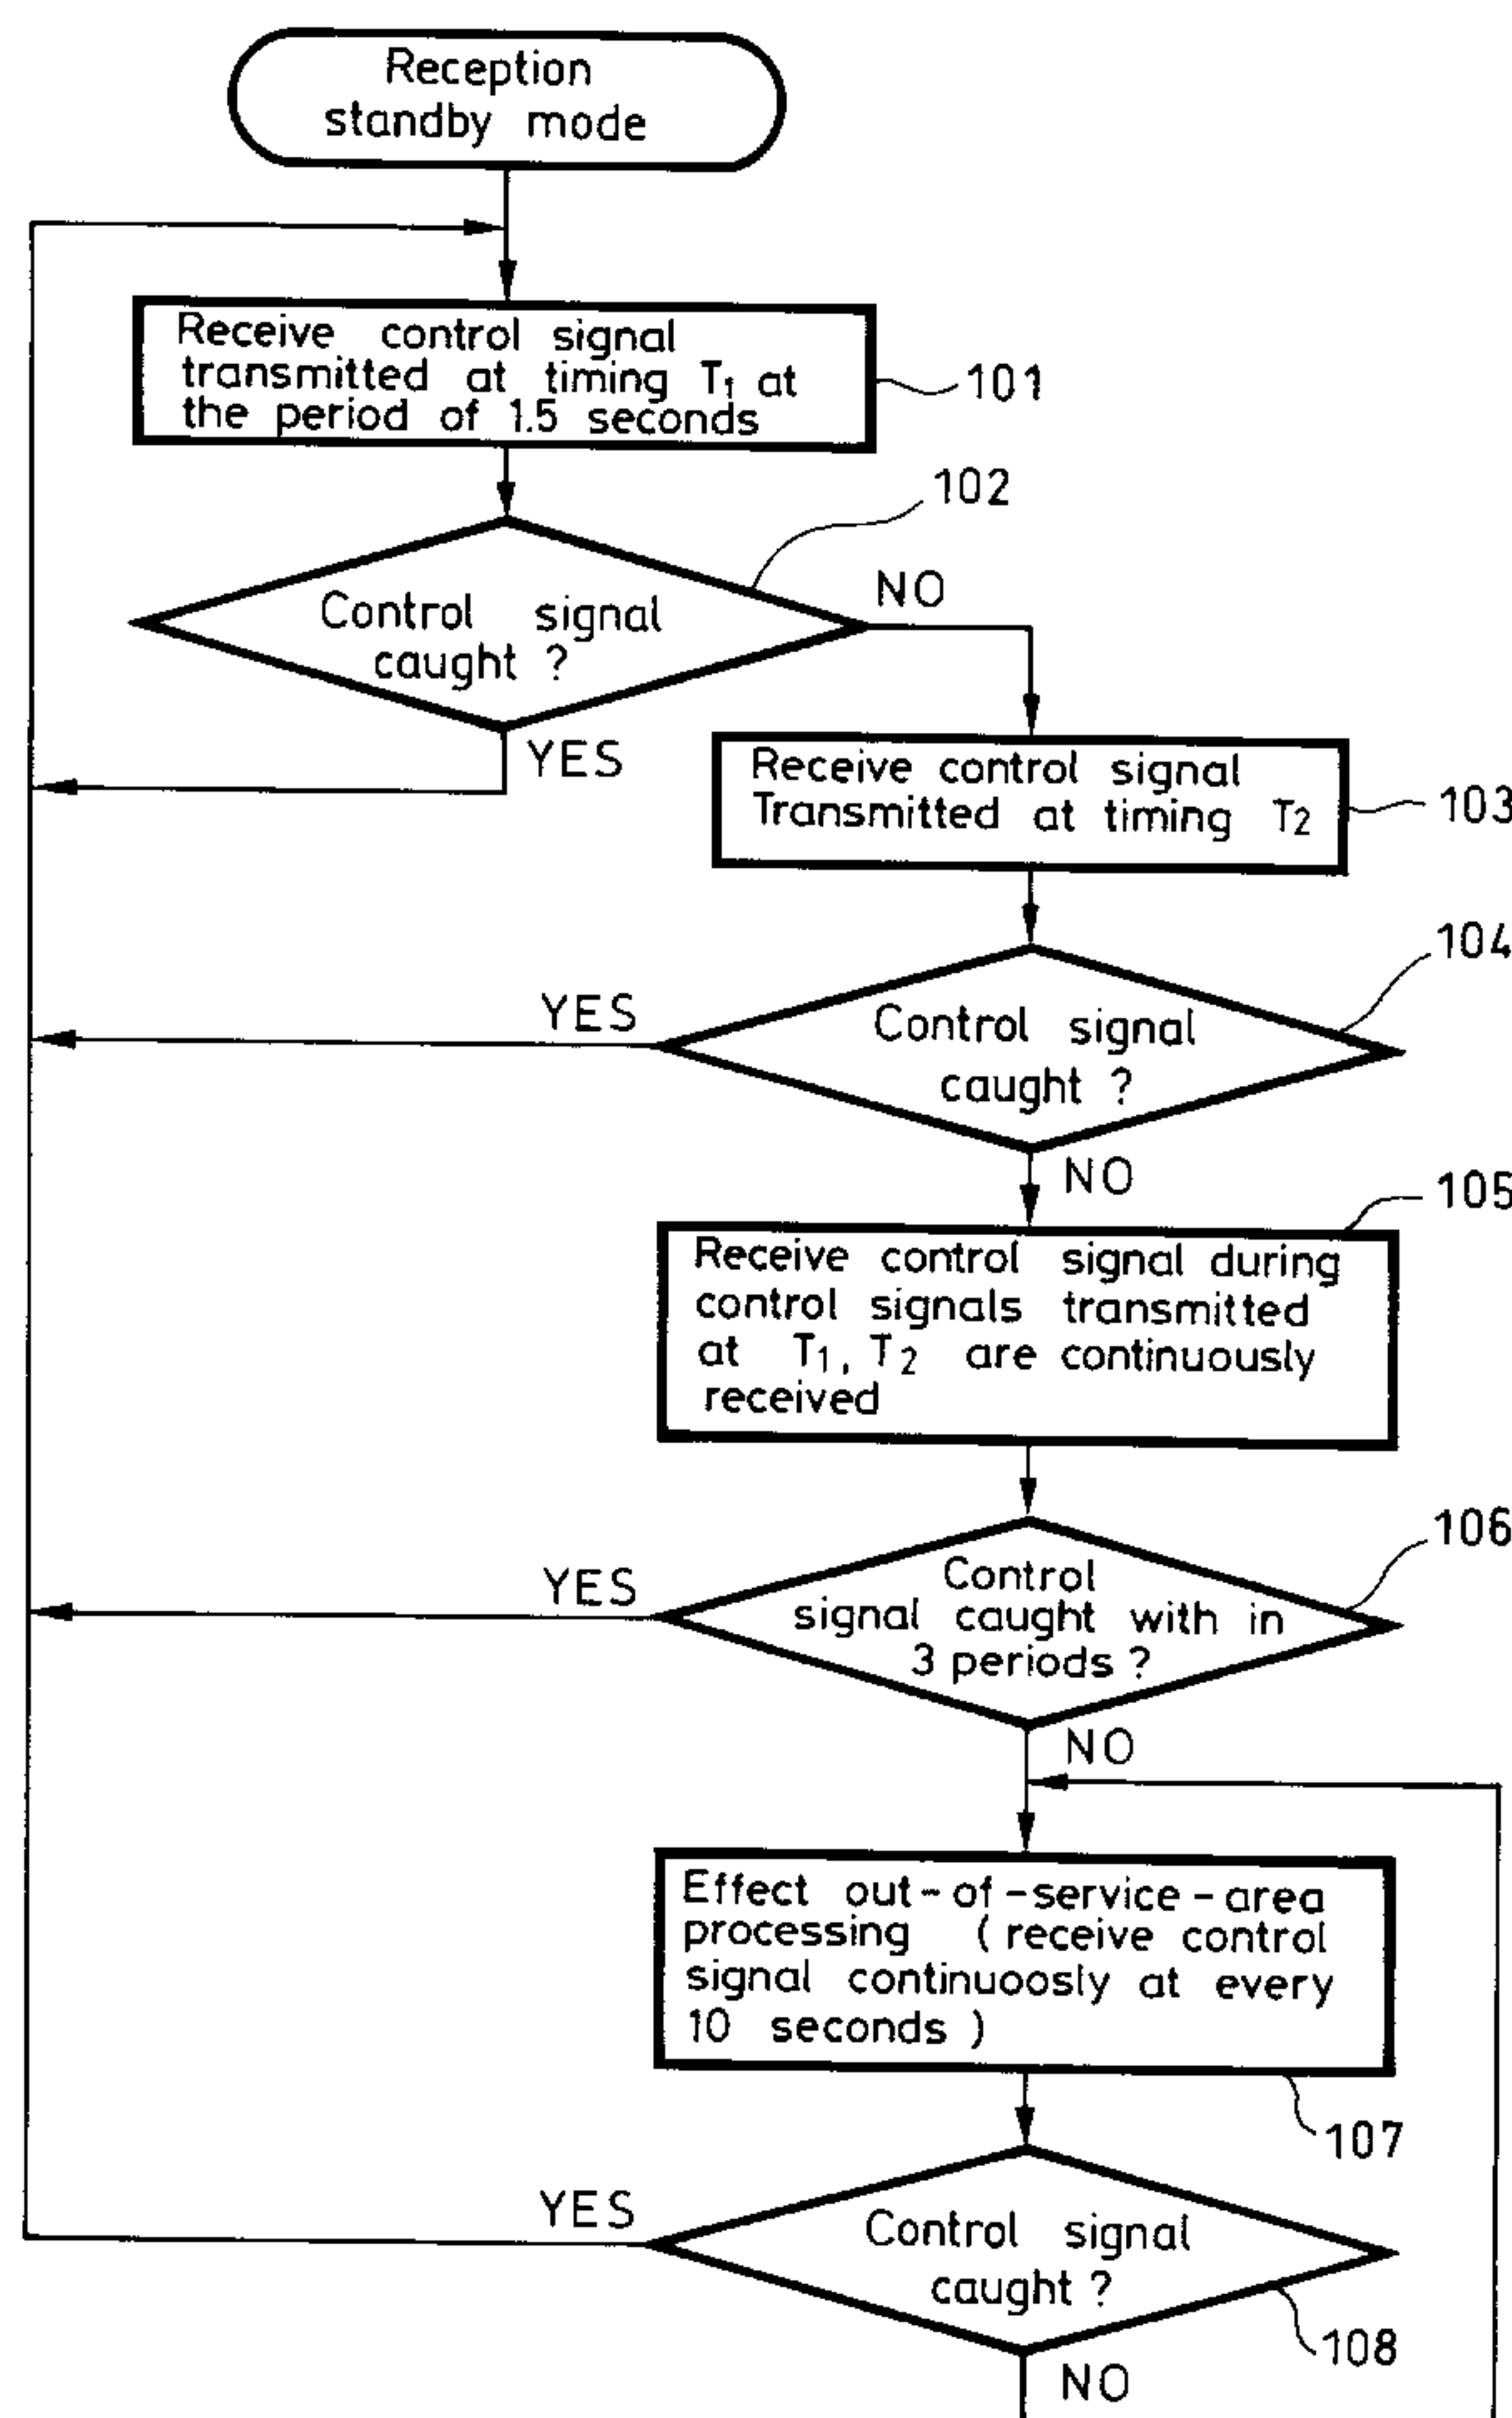 Reception
standby mode
Receive control signal
transmitted at timing T1 at
the period of 1.5 seconds
101
102
Control signal
caught ?
NO
YES
Receive control signal
Transmitted at timing T2
103
104
YES
Control signal
caught ?
NO
105
Receive control signal during
control signals transmitted
at T1, T2 are continuously
received
106
YES
Control
signal caught with in
3 periods ?
NO
Effect out-of-service-area
processing (receive control
signal continuoosly at every
10 seconds)
107
YES
Control signal
caught ?
108
NO